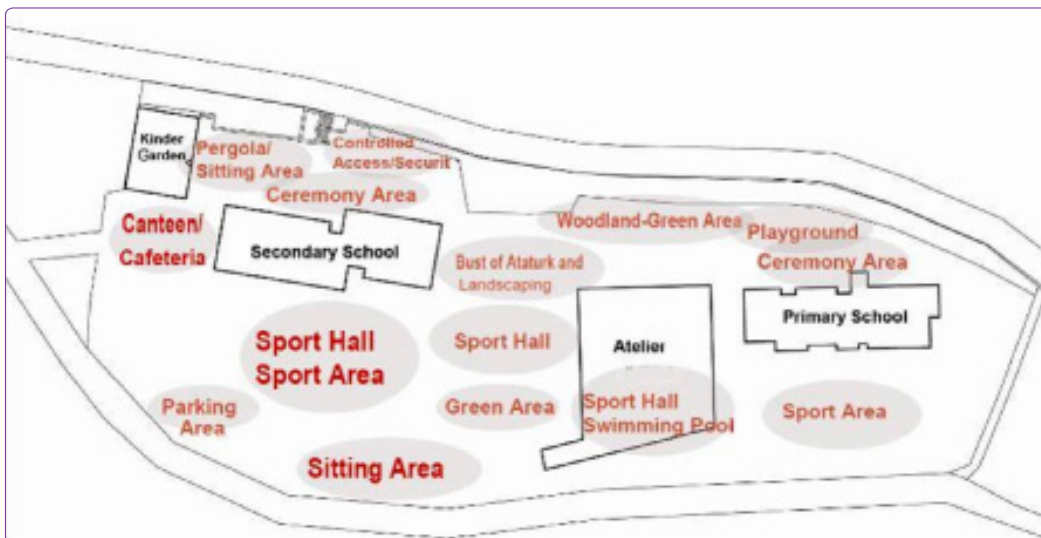 Kinder
Garden
Pergola/
Sitting Area
Controlled
Access/Securit
Ceremony Area
Canteen/
Cafeteria
Secondary School
Woodland-Green Area
Playground
Ceremony Area
Bust of Ataturk and
Landscaping
Primary School
Sport Hall
Sport Area
Sport Hall
Atelier
Parking
Area
Green Area
Sport Hall
Swimming Pool
Sport Area
Sitting Area